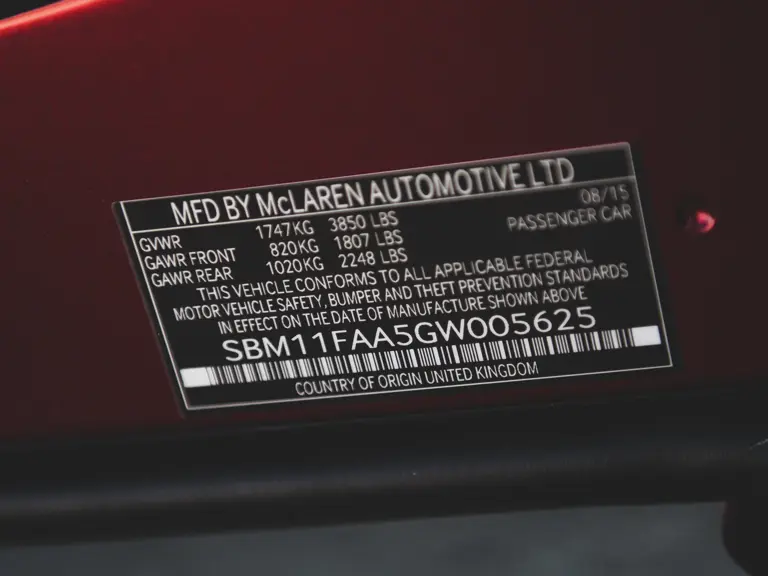 MFD BY McLAREN AUTOMOTIVE LTD
08/15
GVWR 1747KG 3850 LBS
PASSENGER CAR
GAWR FRONT 820KG 1807 LBS
GAWR REAR 1020KG 2248 LBS
THIS VEHICLE CONFORMS TO ALL APPLICABLE FEDERAL
MOTOR VEHICLE SAFETY, BUMPER AND THEFT PREVENTION STANDARDS
IN EFFECT ON THE DATE OF MANUFACTURE SHOWN ABOVE
SBM11FAA5GW005625
COUNTRY OF ORIGIN UNITED KINGDOM